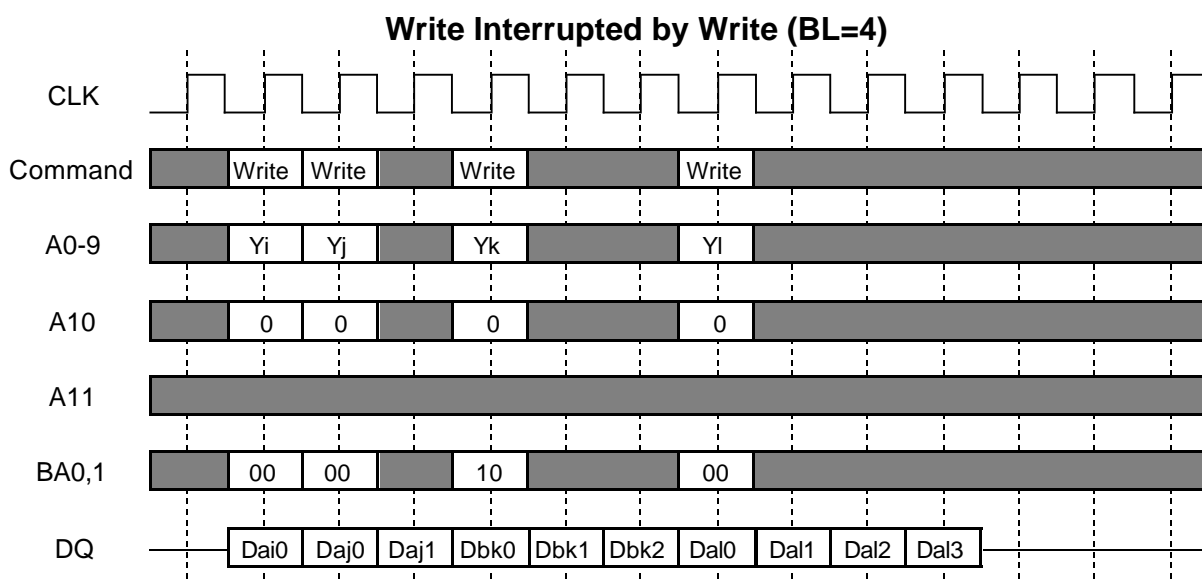 Write Interrupted by Write (BL=4)
CLK
Command Write Write Write Write
A0-9 Yi Yj Yk Yl
A10 0 0 0 0
A11
BA0,1 00 00 10 00
DQ Dai0 Daj0 Daj1 Dbk0 Dbk1 Dbk2 Dal0 Dal1 Dal2 Dal3